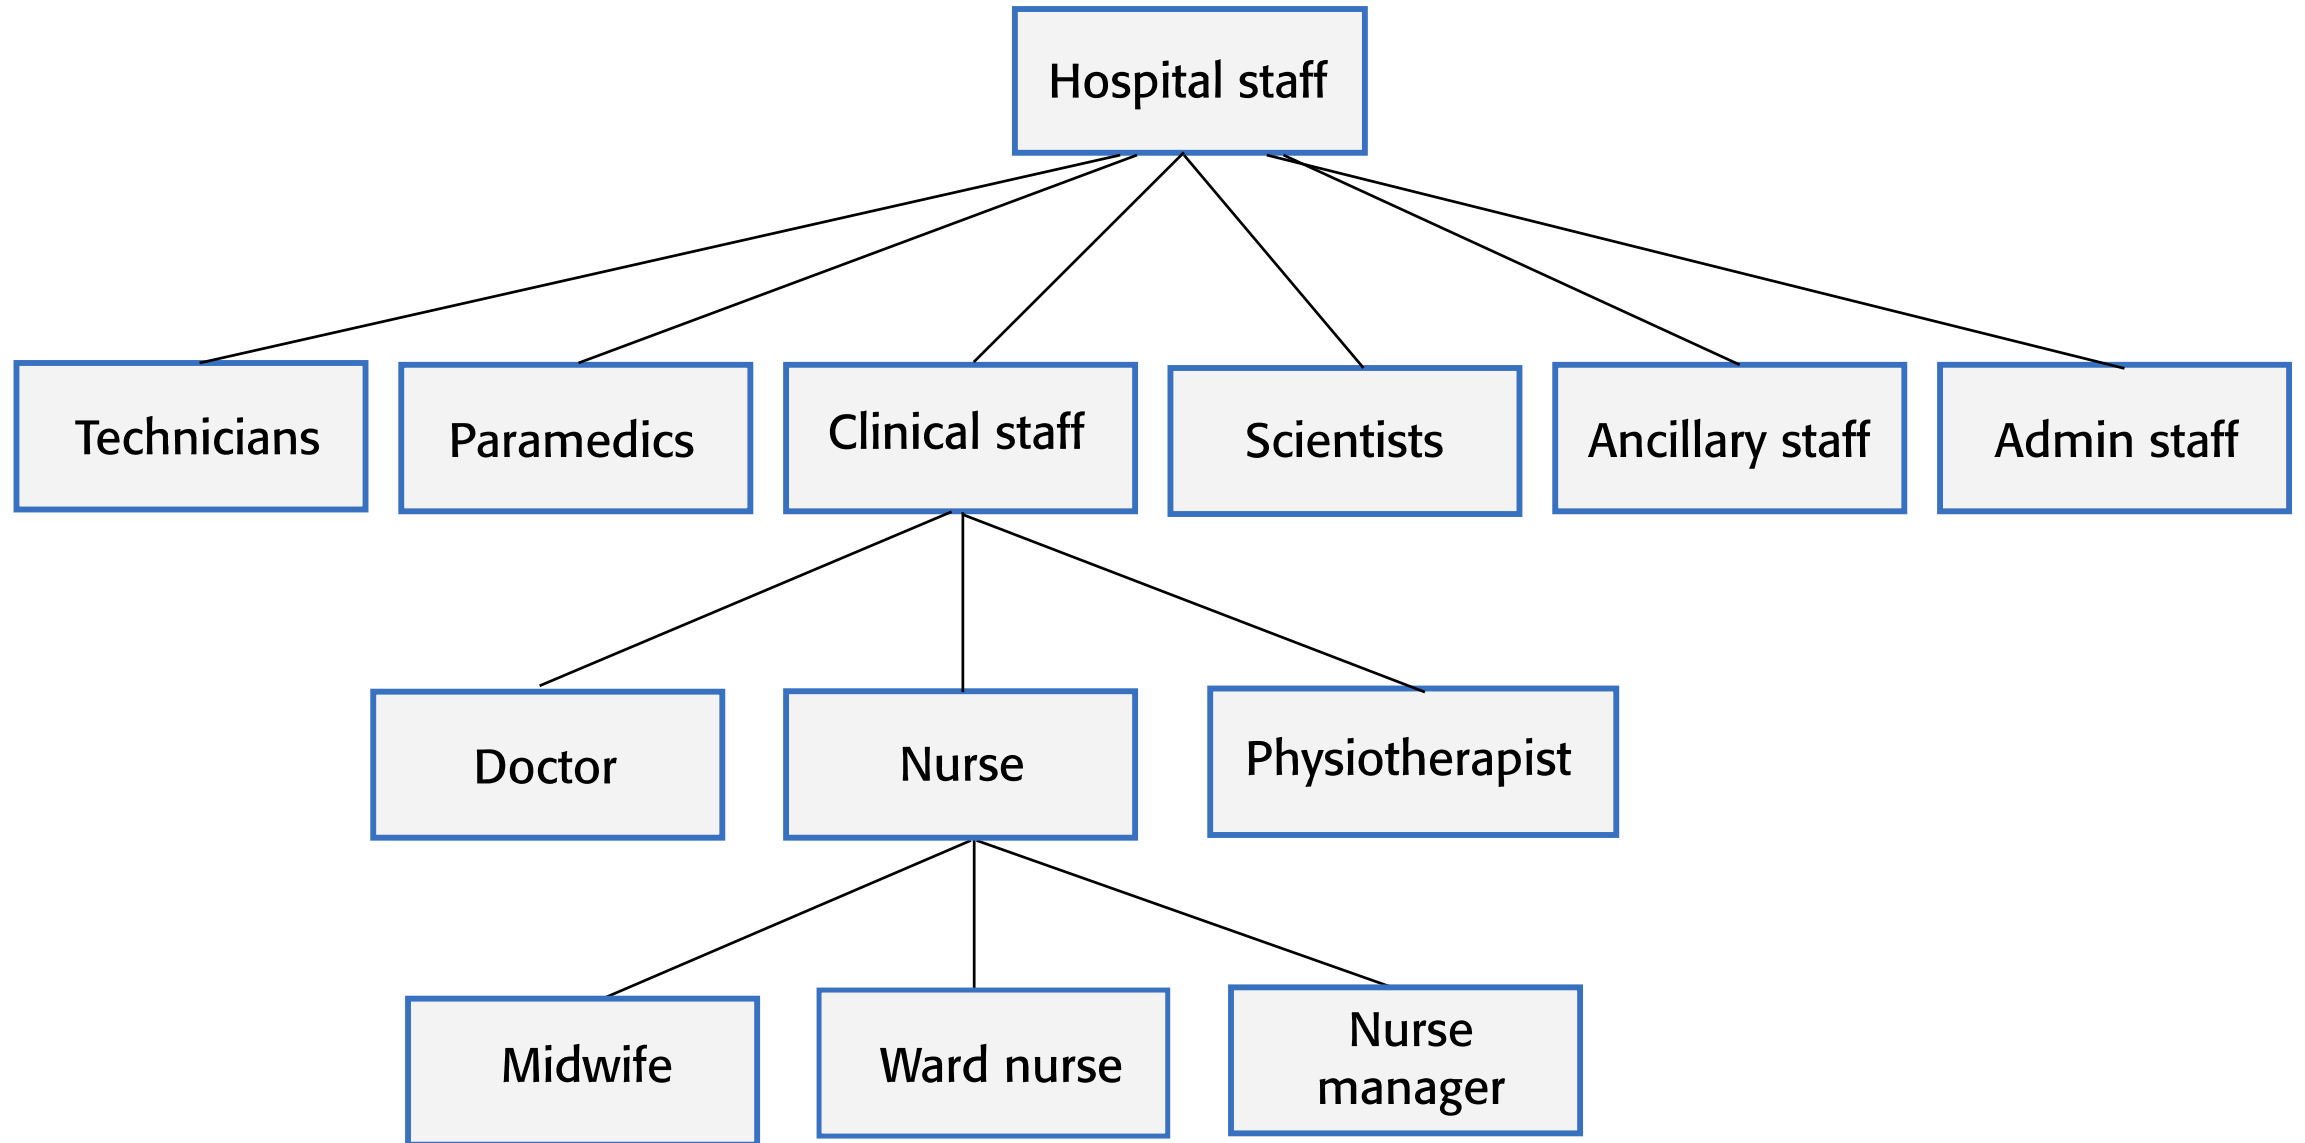 Hospital staff
Technicians
Paramedics
Clinical staff
Scientists
Ancillary staff
Admin staff
Doctor
Nurse
Physiotherapist
Midwife
Ward nurse
Nurse
manager